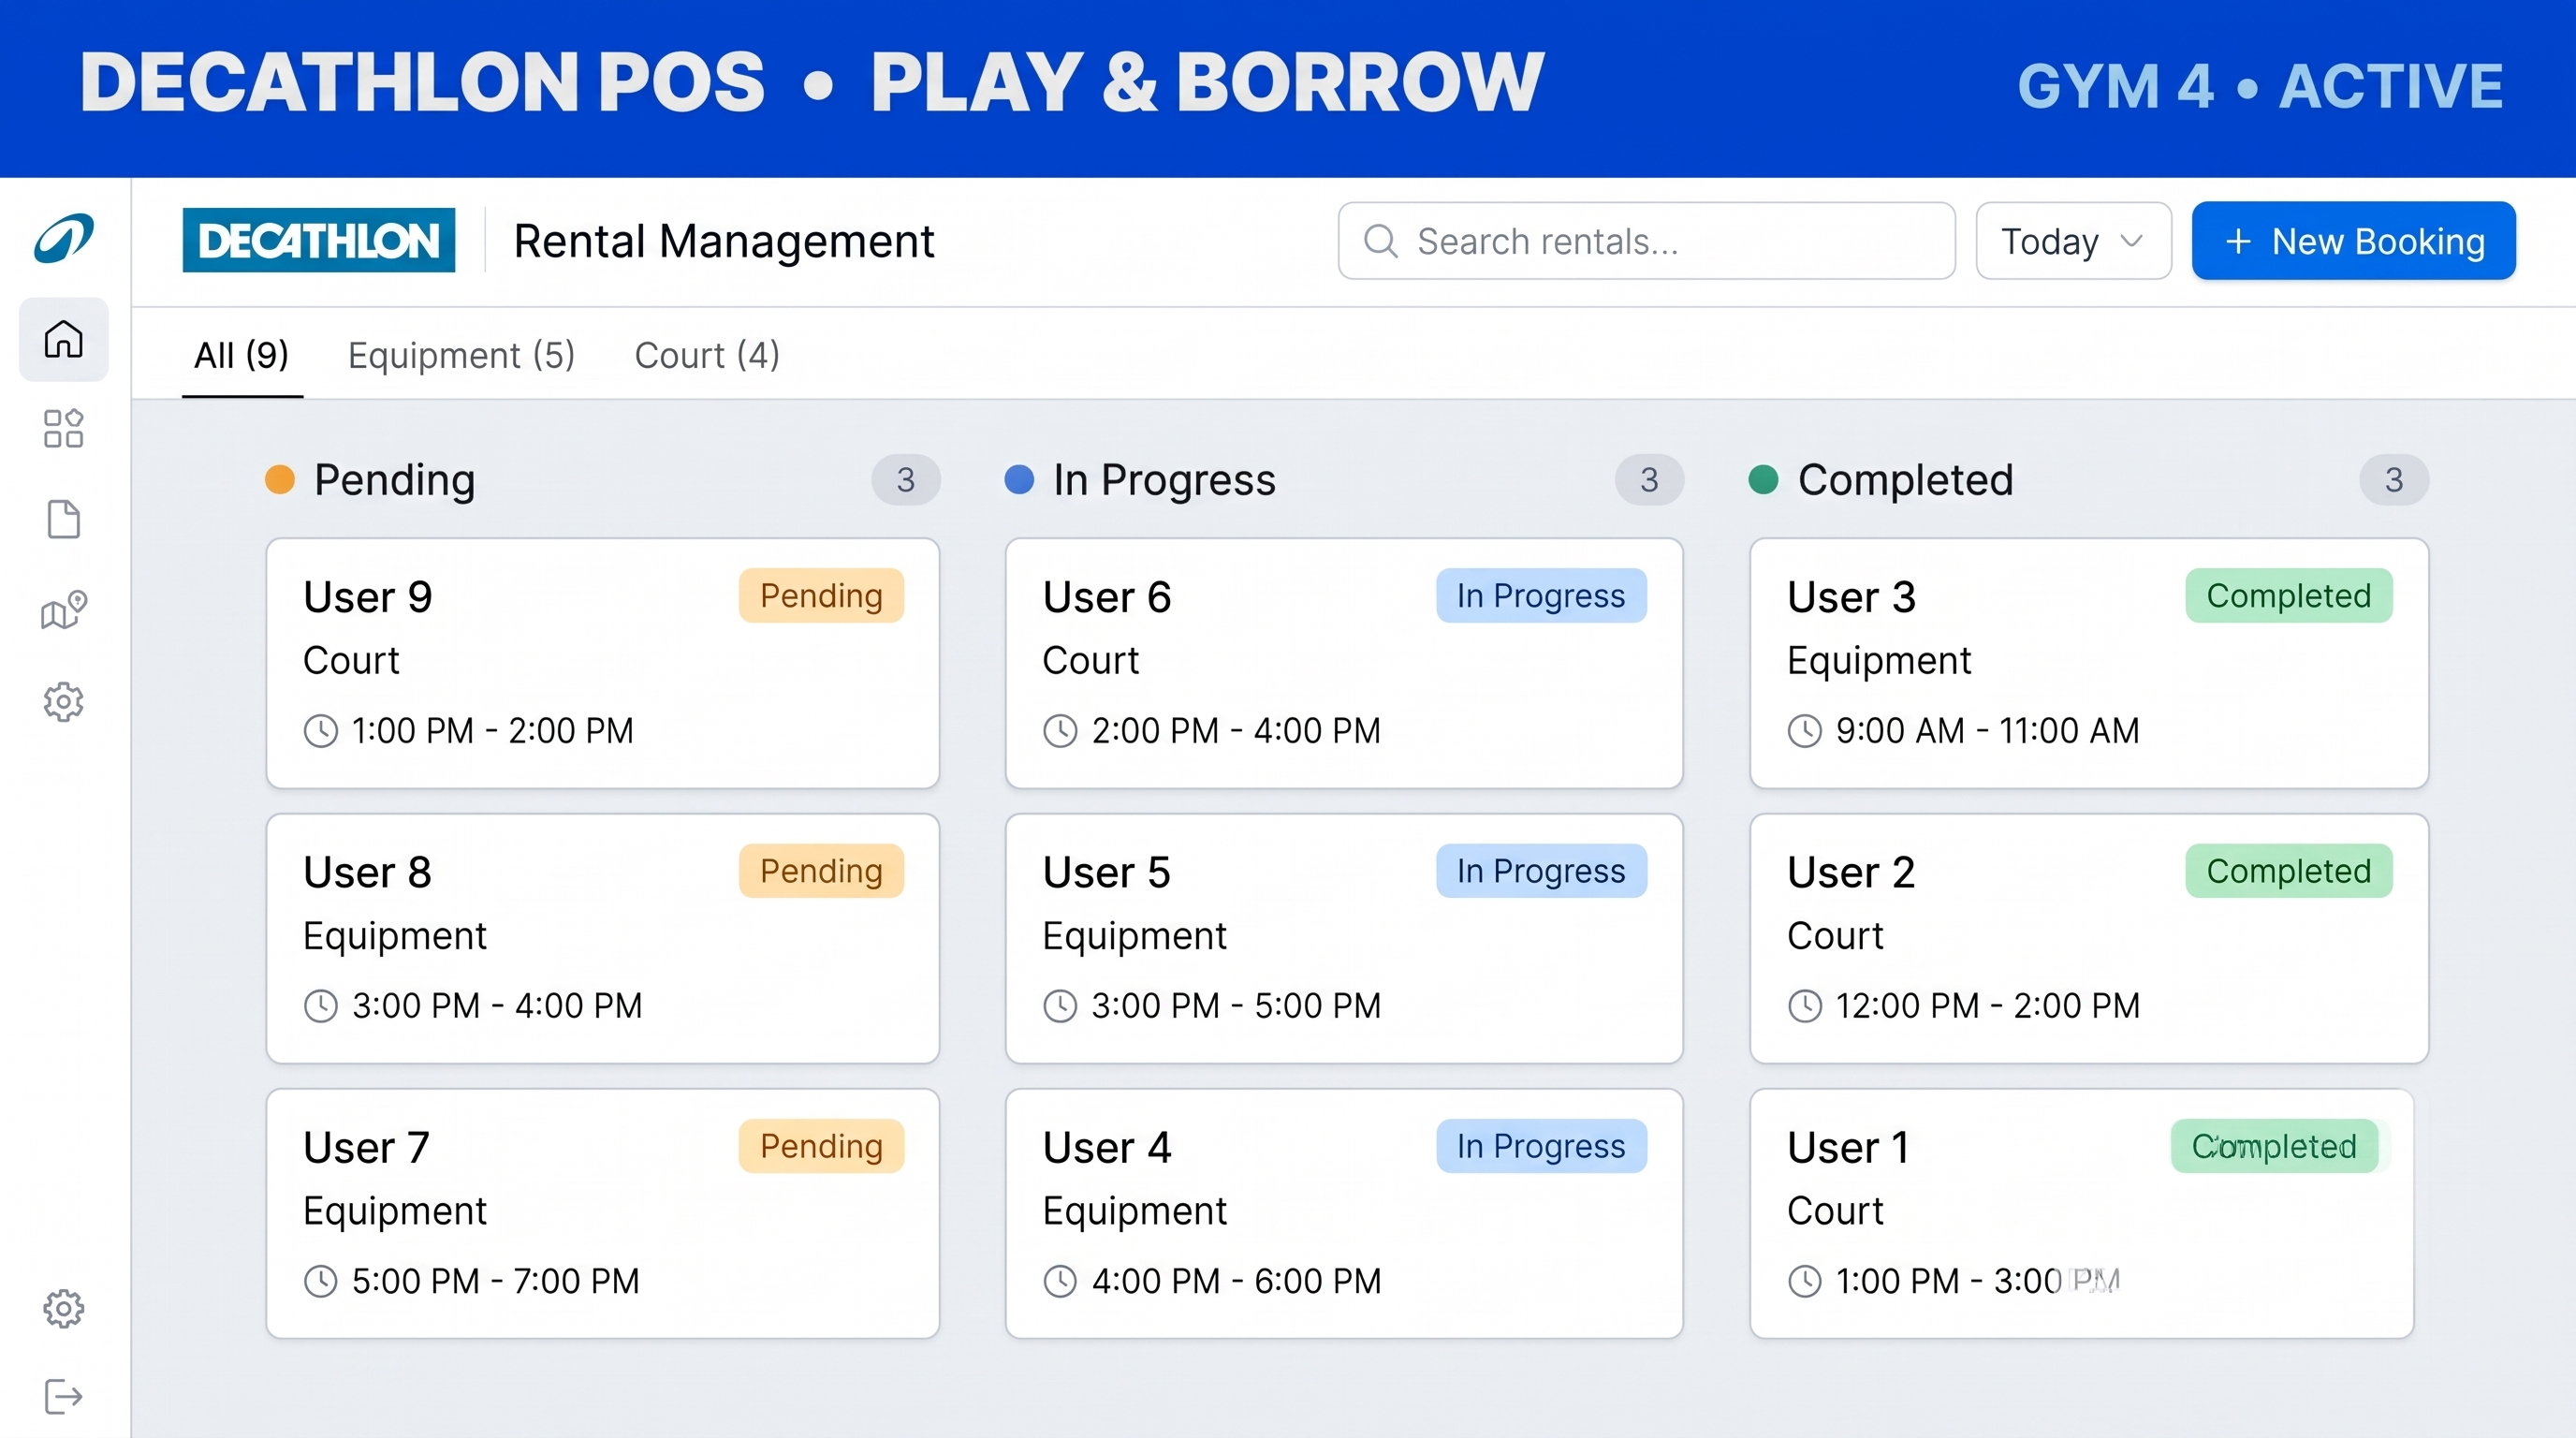 DECATHLON POS • PLAY & BORROW
GYM 4 • ACTIVE
DECATHLON
Rental Management
Search rentals...
Today
+ New Booking
All (9)
Equipment (5)
Court (4)
Pending
3
User 9
Pending
Court
1:00 PM - 2:00 PM
User 8
Pending
Equipment
3:00 PM - 4:00 PM
User 7
Pending
Equipment
5:00 PM - 7:00 PM
In Progress
3
User 6
In Progress
Court
2:00 PM - 4:00 PM
User 5
In Progress
Equipment
3:00 PM - 5:00 PM
User 4
In Progress
Equipment
4:00 PM - 6:00 PM
Completed
3
User 3
Completed
Equipment
9:00 AM - 11:00 AM
User 2
Completed
Court
12:00 PM - 2:00 PM
User 1
Completed
Court
1:00 PM - 3:00 PM